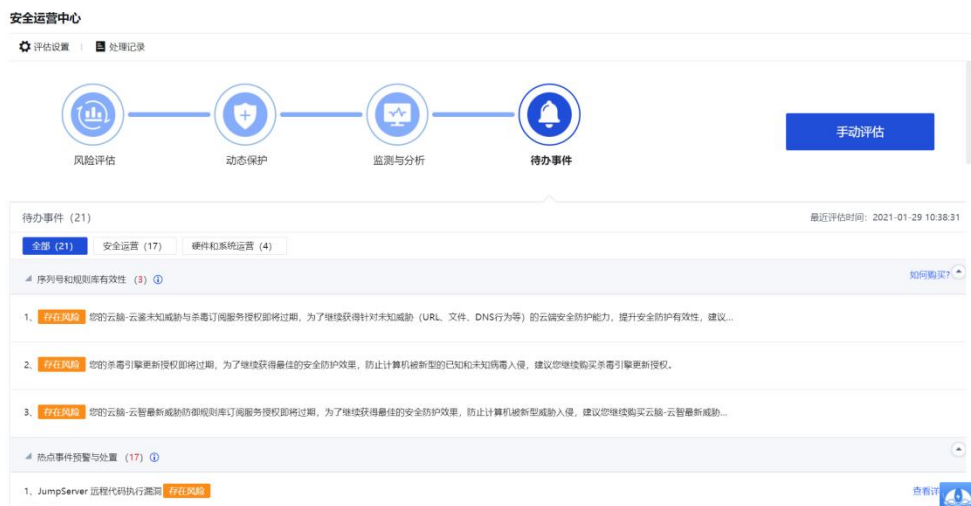 安全运营中心
评估设置 处理记录
风险评估 动态保护 监测与分析 待办事件 手动评估
待办事件 (21) 最近评估时间: 2021-01-29 10:38:31
全部 (21) 安全运营 (17) 硬件和系统运营 (4)
序列号和规则库有效性 (3) 如何购买?
1、 存在风险 您的云脑-云鉴未知威胁与杀毒订阅服务授权即将过期, 为了继续获得针对未知威胁 (URL、文件、DNS行为等) 的云端安全防护能力, 提升安全防护有效性, 建议...
2、 存在风险 您的杀毒引擎更新授权即将过期, 为了继续获得最佳的安全防护效果, 防止计算机被新型的已知和未知病毒入侵, 建议您继续购买杀毒引擎更新授权。
3、 存在风险 您的云脑-云智最新威胁防御规则库订阅服务授权即将过期, 为了继续获得最佳的安全防护效果, 防止计算机被新型威胁入侵, 建议您继续购买云脑-云智最新威胁...
热点事件预警与处置 (17)
1、JumpServer 远程代码执行漏洞 存在风险 查看详